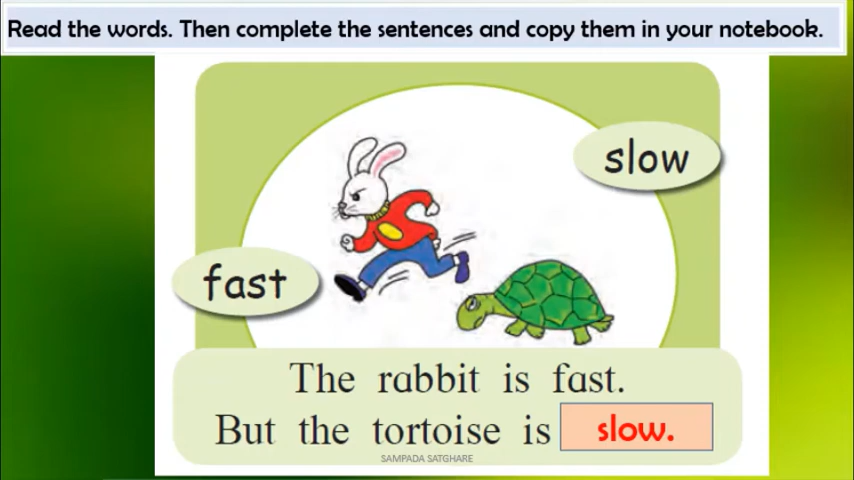 Read the words. Then complete the sentences and copy them in your notebook.
slow
fast
The rabbit is fast.
But the tortoise is slow.
SAMPADA SATGHARE